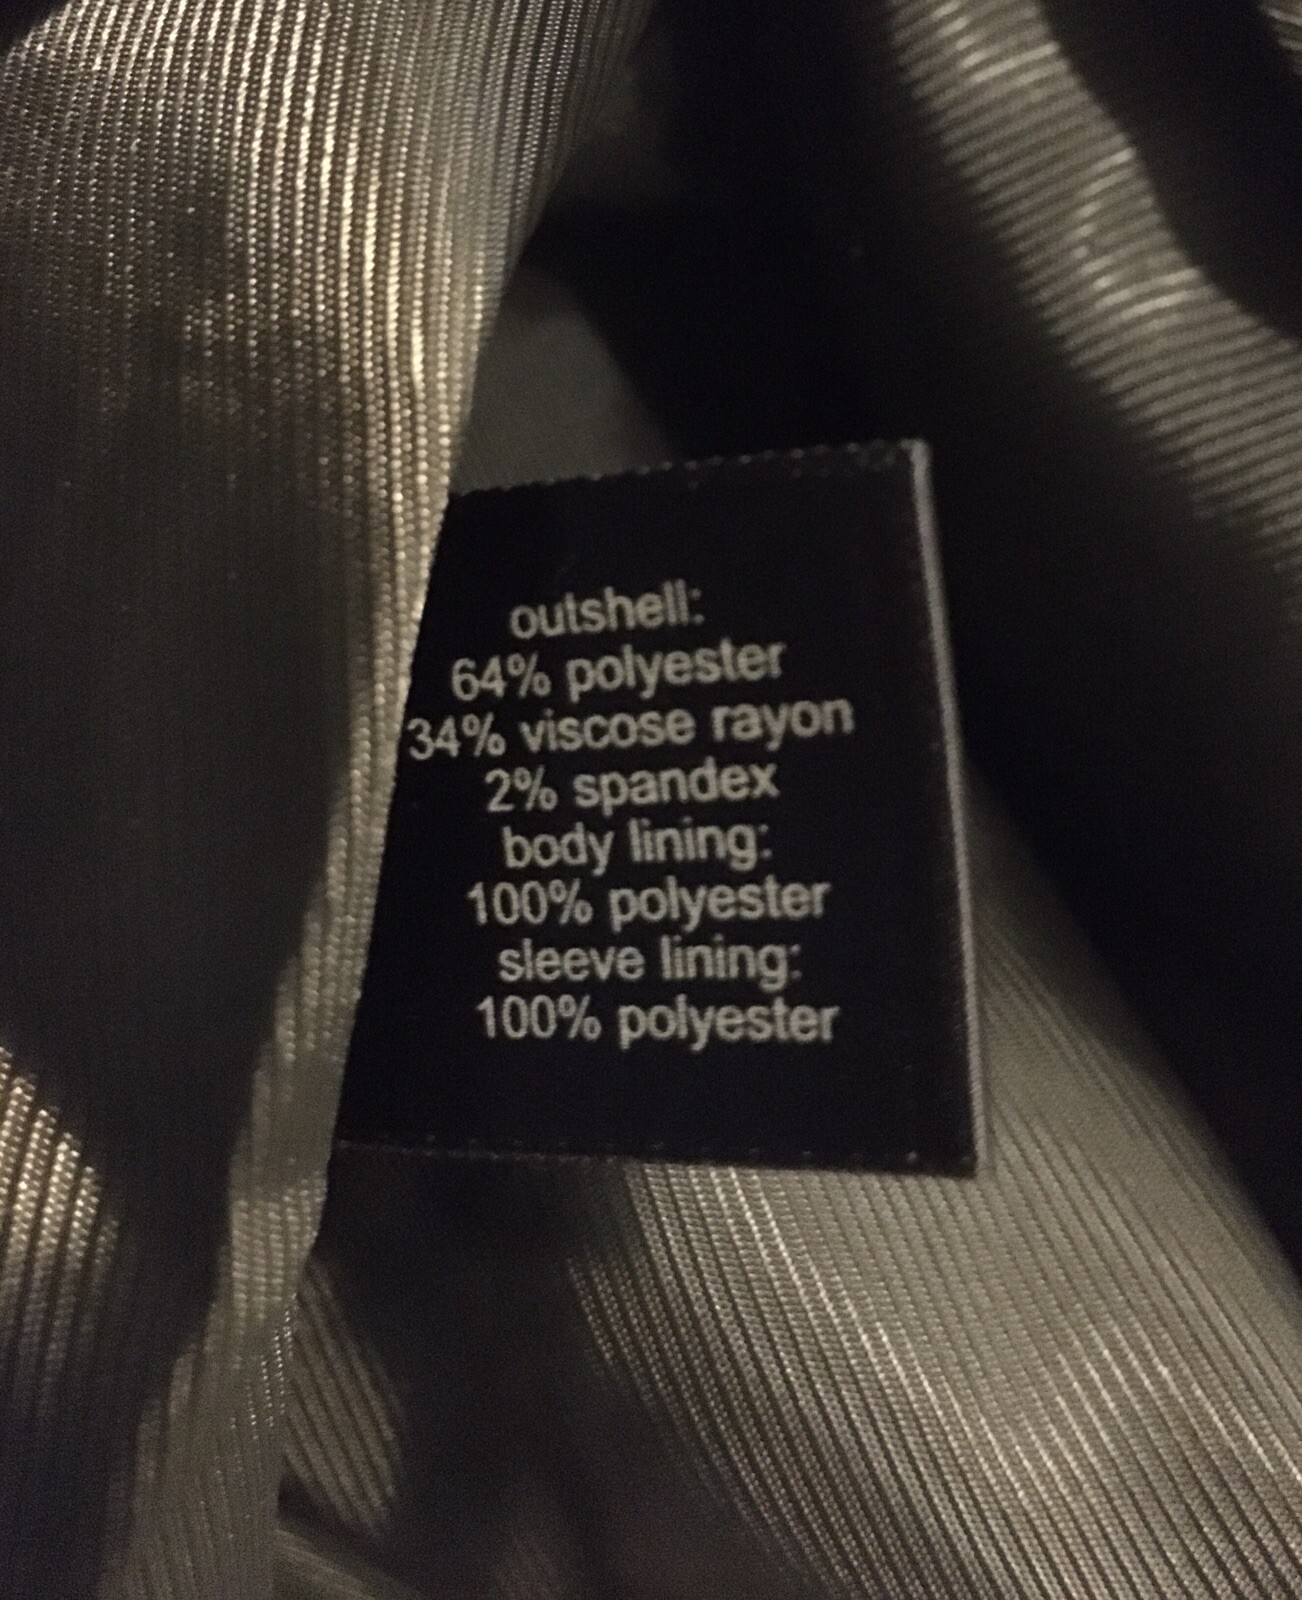 outshell:
64% polyester
34% viscose rayon
2% spandex
body lining:
100% polyester
sleeve lining:
100% polyester